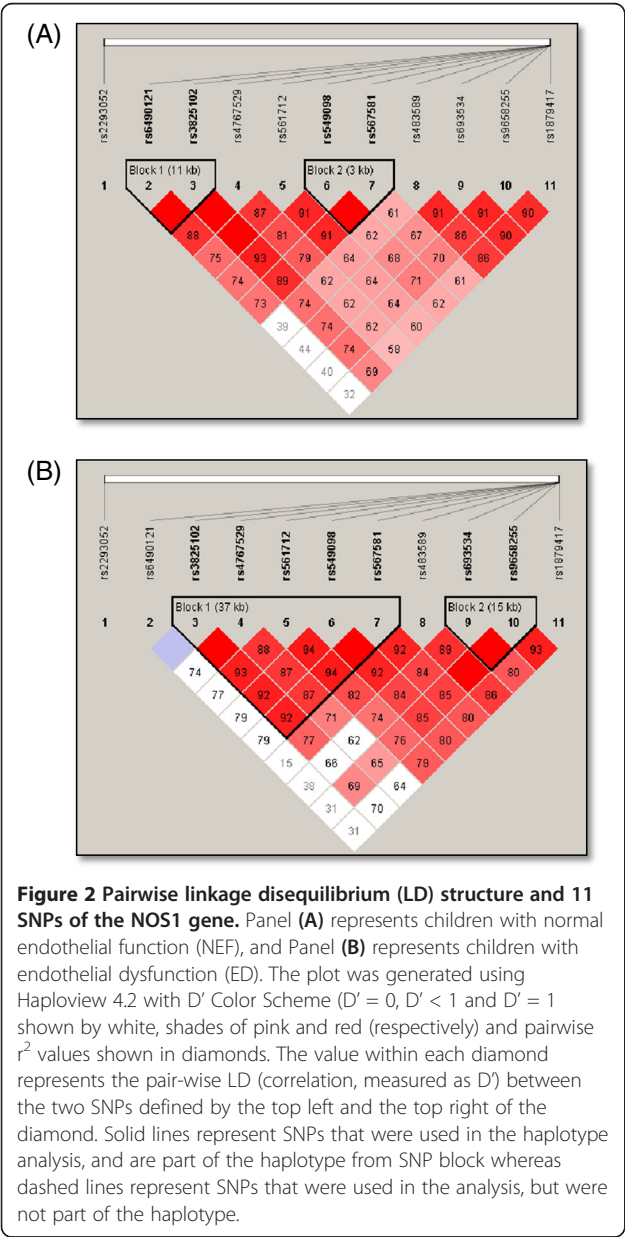 (A)
rs2293052 rs6490121 rs3825102 rs4767529 rs561712 rs549098 rs567581 rs483589 rs693534 rs9658255 rs1879417
Block 1 (11 kb) Block 2 (3 kb)
1 2 3 4 5 6 7 8 9 10 11
87 91 61 91 91 90
88 81 91 62 67 86 90
75 93 79 64 68 70 86
74 89 62 64 71 61
73 74 62 64 62
39 74 62 60
44 74 58
40 69
32
(B)
rs2293052 rs6490121 rs3825102 rs4767529 rs561712 rs549098 rs567581 rs483589 rs693534 rs9658255 rs1879417
Block 1 (37 kb) Block 2 (15 kb)
1 2 3 4 5 6 7 8 9 10 11
88 94 92 89 93
74 93 87 94 92 84 80
77 92 87 82 84 85 86
79 92 71 74 85 80
79 77 62 76 80
15 66 65 79
38 69 64
31 70
31
Figure 2 Pairwise linkage disequilibrium (LD) structure and 11
SNPs of the NOS1 gene. Panel (A) represents children with normal
endothelial function (NEF), and Panel (B) represents children with
endothelial dysfunction (ED). The plot was generated using
Haploview 4.2 with D' Color Scheme (D' = 0, D' < 1 and D' = 1
shown by white, shades of pink and red (respectively) and pairwise
r² values shown in diamonds. The value within each diamond
represents the pair-wise LD (correlation, measured as D') between
the two SNPs defined by the top left and the top right of the
diamond. Solid lines represent SNPs that were used in the haplotype
analysis, and are part of the haplotype from SNP block whereas
dashed lines represent SNPs that were used in the analysis, but were
not part of the haplotype.